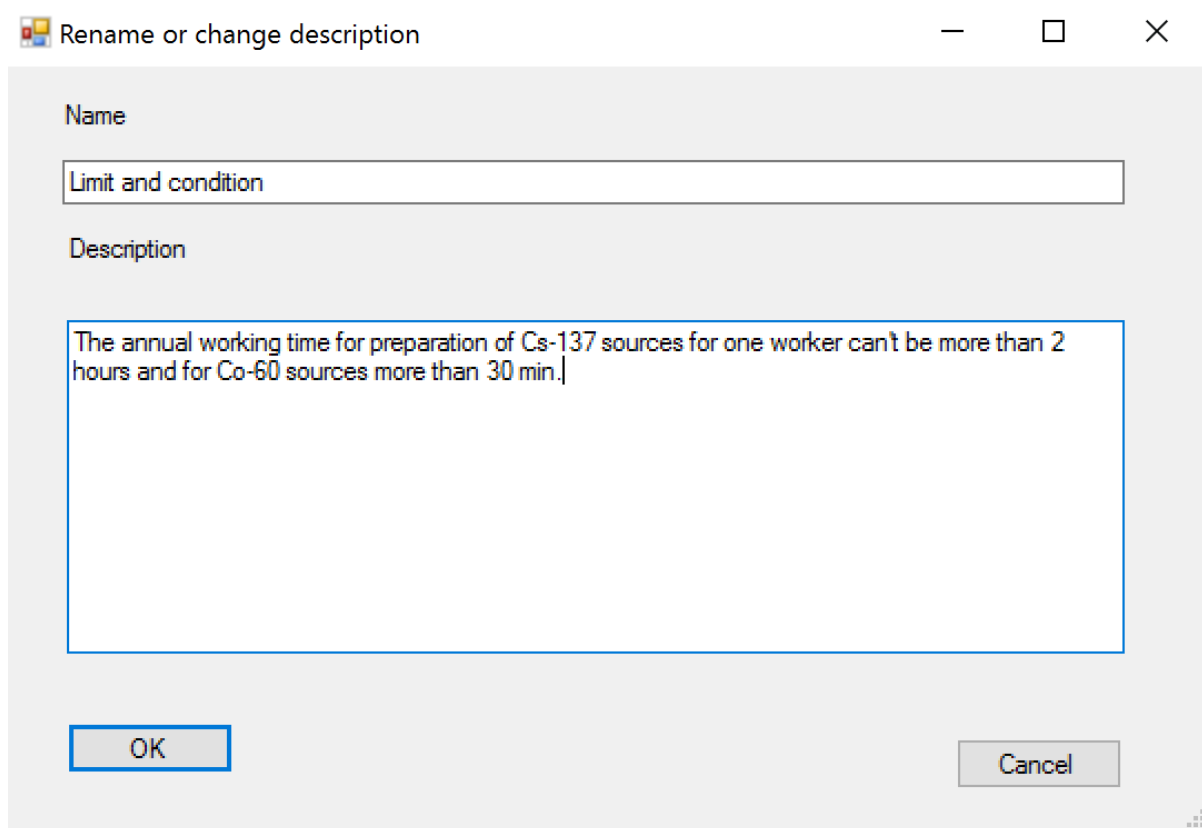 Rename or change description
Name
Limit and condition
Description
The annual working time for preparation of Cs-137 sources for one worker can't be more than 2
hours and for Co-60 sources more than 30 min.
OK
Cancel